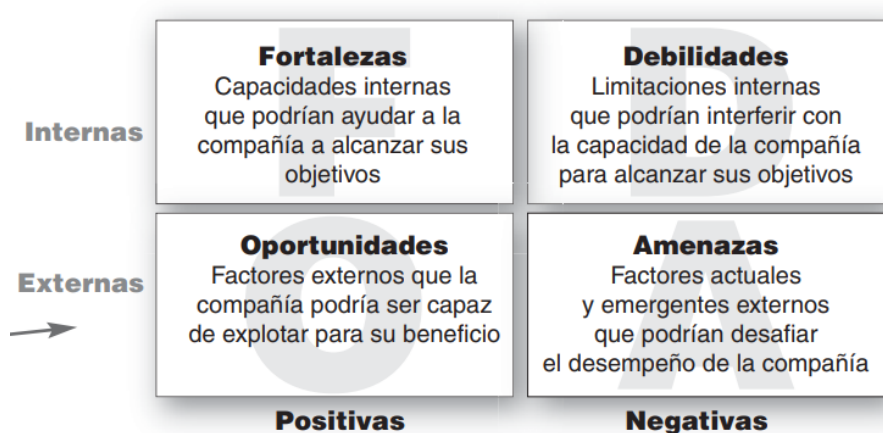 Fortalezas
Capacidades internas
que podrían ayudar a la
compañía a alcanzar sus
objetivos
Debilidades
Limitaciones internas
que podrían interferir con
la capacidad de la compañía
para alcanzar sus objetivos
Internas
F
D
Oportunidades
Factores externos que la
compañía podría ser capaz
de explotar para su beneficio
Amenazas
Factores actuales
y emergentes externos
que podrían desafiar
el desempeño de la compañía
Externas
O
A
Positivas
Negativas